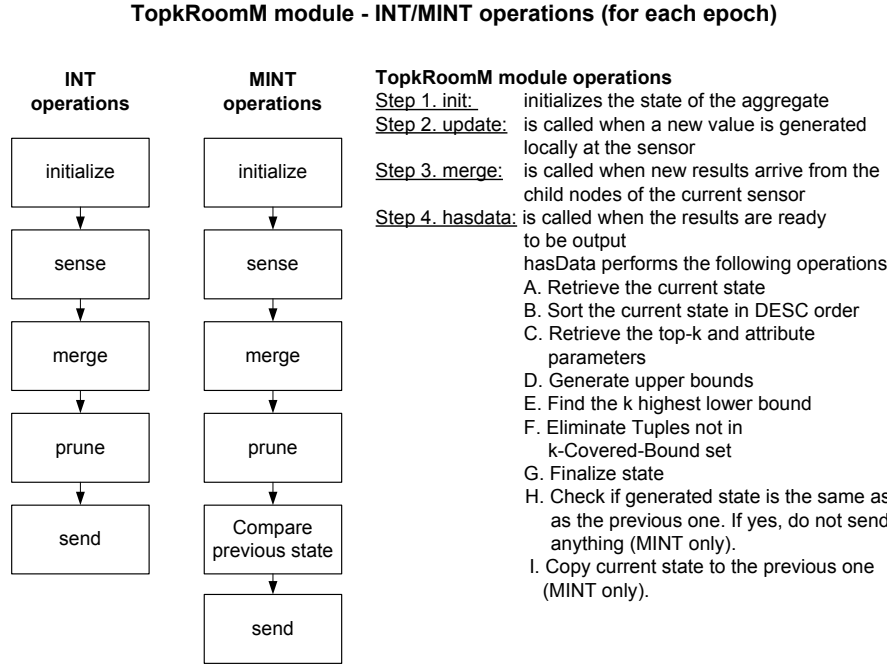 TopkRoomM module - INT/MINT operations (for each epoch)
INT
operations
initialize
sense
merge
prune
send
MINT
operations
initialize
sense
merge
prune
Compare
previous state
send
TopkRoomM module operations
Step 1. init: initializes the state of the aggregate
Step 2. update: is called when a new value is generated
locally at the sensor
Step 3. merge: is called when new results arrive from the
child nodes of the current sensor
Step 4. hasdata: is called when the results are ready
to be output
hasData performs the following operations
A. Retrieve the current state
B. Sort the current state in DESC order
C. Retrieve the top-k and attribute
parameters
D. Generate upper bounds
E. Find the k highest lower bound
F. Eliminate Tuples not in
k-Covered-Bound set
G. Finalize state
H. Check if generated state is the same as
as the previous one. If yes, do not send
anything (MINT only).
I. Copy current state to the previous one
(MINT only).